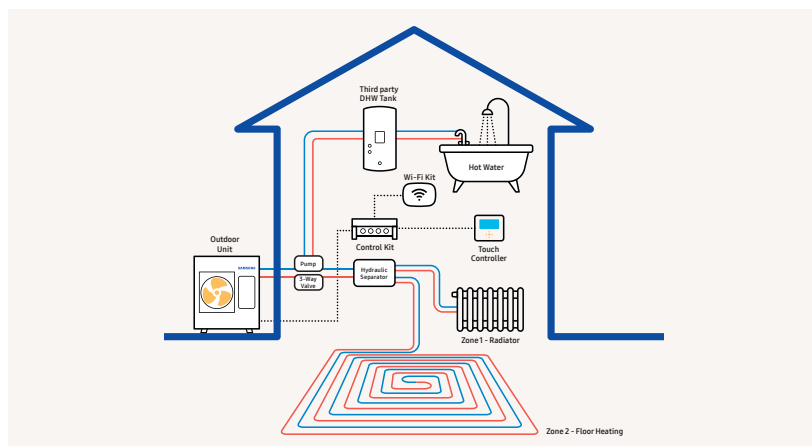 Third party
DHW Tank
Hot Water
Wi-Fi Kit
Control Kit
Touch
Controller
Outdoor
Unit
SAMSUNG
Pump
3-Way
Valve
Hydraulic
Separator
Zone 1 - Radiator
Zone 2 - Floor Heating